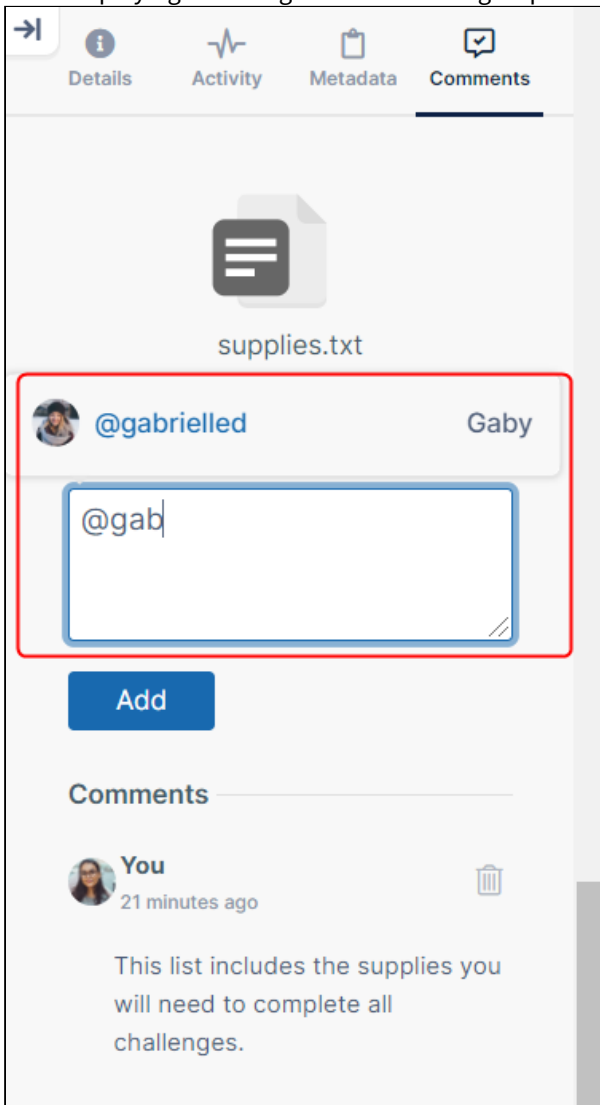 Details Activity Metadata Comments
supplies.txt
@gabrielled Gaby
@gab
Add
Comments
You
21 minutes ago
This list includes the supplies you
will need to complete all
challenges.